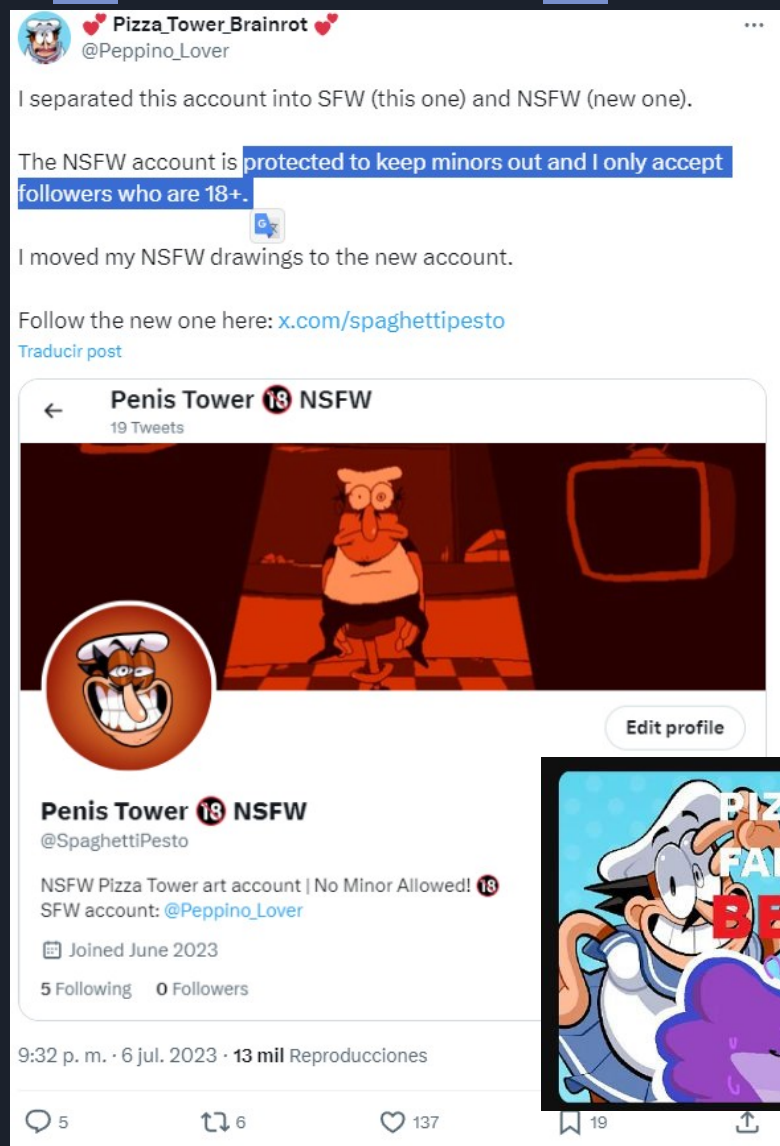 💕 Pizza_Tower_Brainrot 💕
@Peppino_Lover
I separated this account into SFW (this one) and NSFW (new one).
The NSFW account is protected to keep minors out and I only accept
followers who are 18+.
I moved my NSFW drawings to the new account.
Follow the new one here: x.com/spaghettipesto
Traducir post
Penis Tower 🔞 NSFW
19 Tweets
Edit profile
Penis Tower 🔞 NSFW
@SpaghettiPesto
NSFW Pizza Tower art account | No Minor Allowed! 🔞
SFW account: @Peppino_Lover
Joined June 2023
5 Following 0 Followers
PIZ
FA
BE
9:32 p. m. · 6 jul. 2023 · 13 mil Reproducciones
5 6 137 19